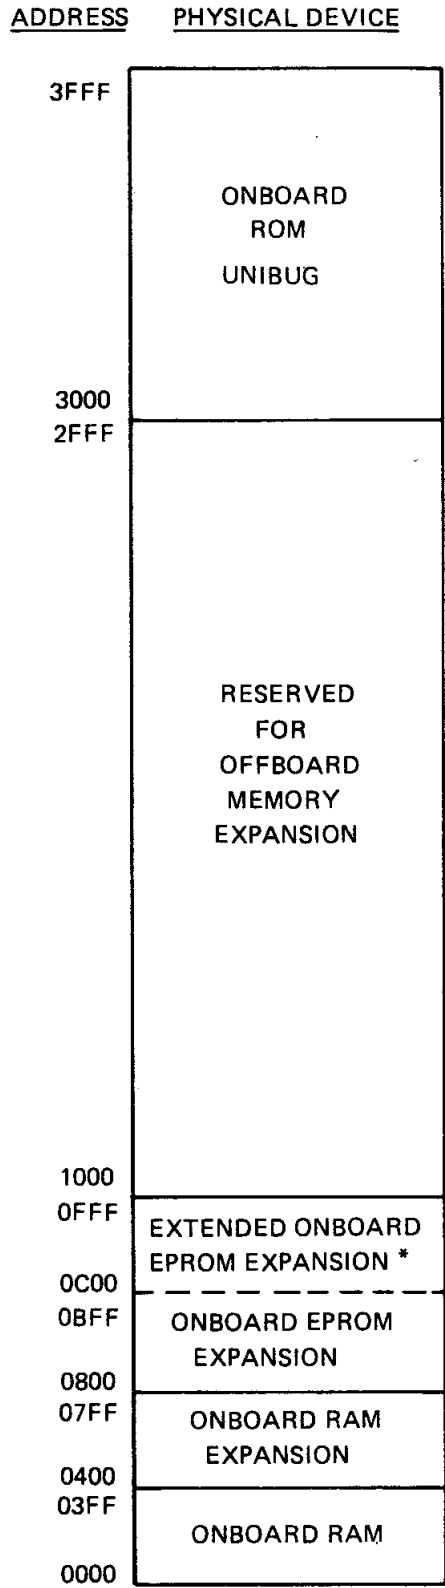 ADDRESS PHYSICAL DEVICE
3FFF
ONBOARD
ROM
UNIBUG
3000
2FFF
RESERVED
FOR
OFFBOARD
MEMORY
EXPANSION
1000
0FFF
EXTENDED ONBOARD
EPROM EXPANSION *
0C00
0BFF
ONBOARD EPROM
EXPANSION
0800
07FF
ONBOARD RAM
EXPANSION
0400
03FF
ONBOARD RAM
0000